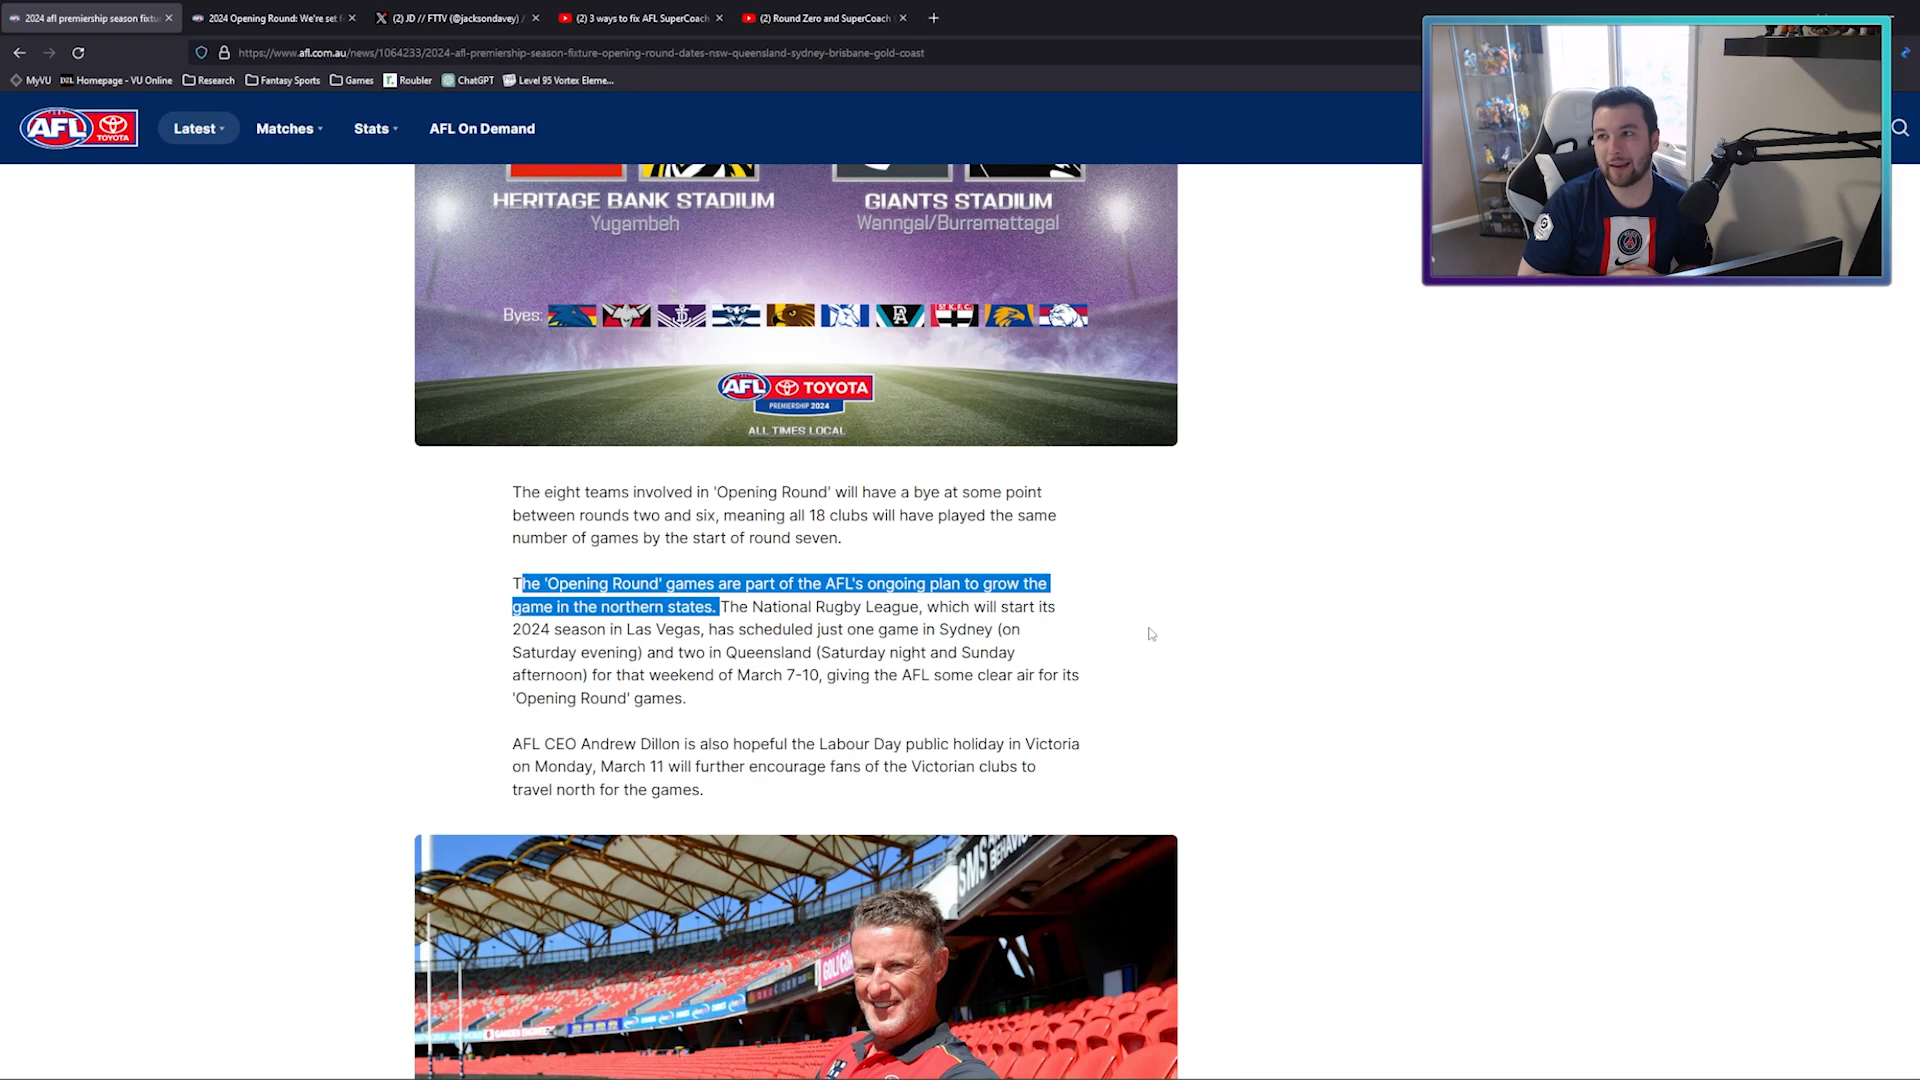 2024 afl premiership season fixtu
2024 Opening Round: We're set f
(2) JD // FTTV (@jacksondavey) /
(2) 3 ways to fix AFL SuperCoach
(2) Round Zero and SuperCoach
https://www.afl.com.au/news/1064233/2024-afl-premiership-season-fixture-opening-round-dates-nsw-queensland-sydney-brisbane-gold-coast
MyVU
D2L Homepage - VU Online
Research
Fantasy Sports
Games
Roubler
ChatGPT
Level 95 Vortex Eleme...
AFL TOYOTA
Latest
Matches
Stats
AFL On Demand
HERITAGE BANK STADIUM
Yugambeh
GIANTS STADIUM
Wanngal/Burramattagal
Byes:
AFL TOYOTA
PREMIERSHIP 2024
ALL TIMES LOCAL
The eight teams involved in 'Opening Round' will have a bye at some point
between rounds two and six, meaning all 18 clubs will have played the same
number of games by the start of round seven.
The 'Opening Round' games are part of the AFL's ongoing plan to grow the
game in the northern states. The National Rugby League, which will start its
2024 season in Las Vegas, has scheduled just one game in Sydney (on
Saturday evening) and two in Queensland (Saturday night and Sunday
afternoon) for that weekend of March 7-10, giving the AFL some clear air for its
'Opening Round' games.
AFL CEO Andrew Dillon is also hopeful the Labour Day public holiday in Victoria
on Monday, March 11 will further encourage fans of the Victorian clubs to
travel north for the games.
SMS